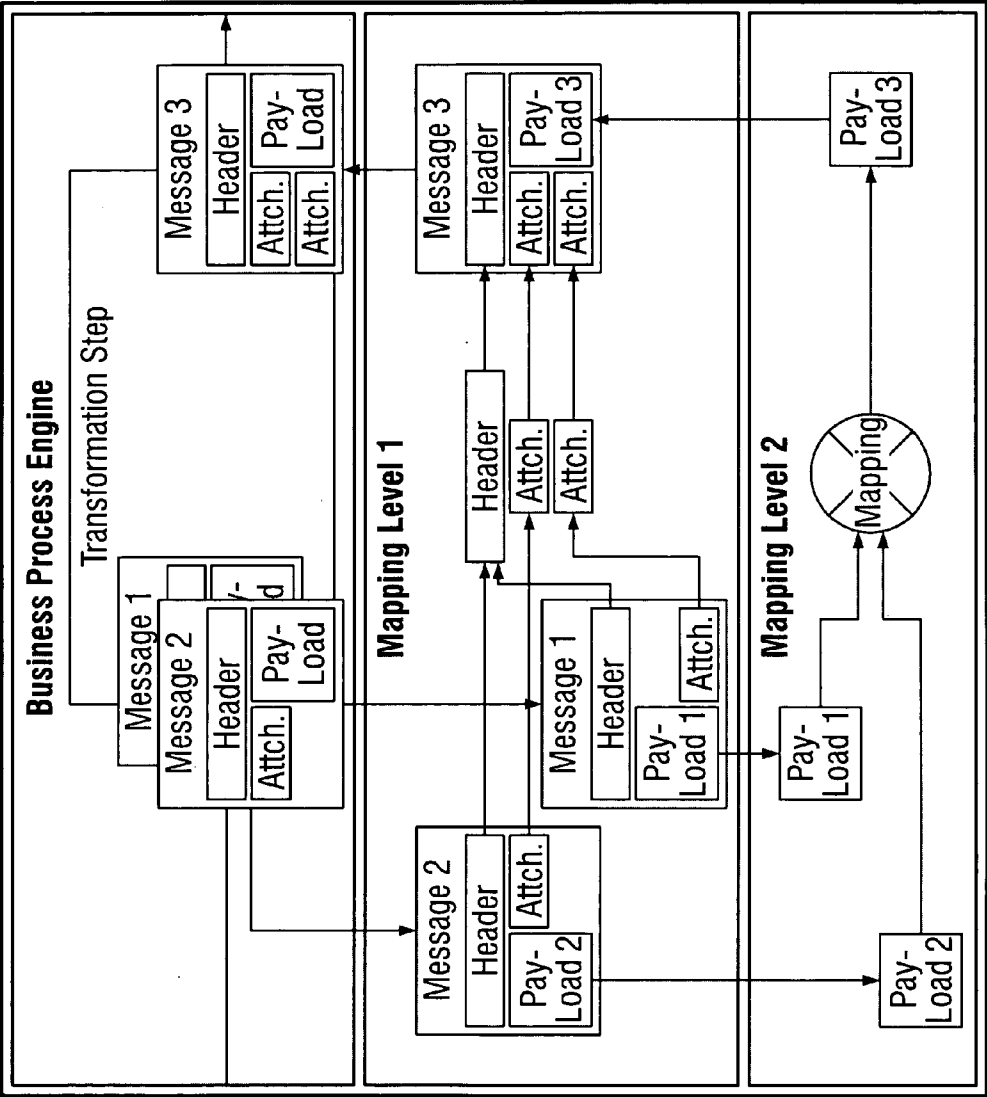 Business Process Engine
Transformation Step
Message 1
y-
d
Message 2
Header
Attch.
Pay-
Load
Message 3
Header
Attch.
Attch.
Pay-
Load
Mapping Level 1
Message 2
Header
Pay-
Load 2
Attch.
Message 1
Header
Pay-
Load 1
Attch.
Header
Attch.
Attch.
Message 3
Header
Attch.
Attch.
Pay-
Load 3
Mapping Level 2
Pay-
Load 2
Pay-
Load 1
Mapping
Pay-
Load 3